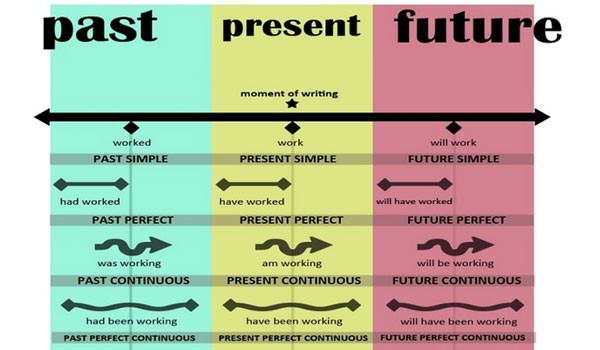 past present future
moment of writing
worked work will work
PAST SIMPLE PRESENT SIMPLE FUTURE SIMPLE
had worked have worked will have worked
PAST PERFECT PRESENT PERFECT FUTURE PERFECT
was working am working will be working
PAST CONTINUOUS PRESENT CONTINUOUS FUTURE CONTINUOUS
had been working have been working will have been working
PAST PERFECT CONTINUOUS PRESENT PERFECT CONTINUOUS FUTURE PERFECT CONTINUOUS